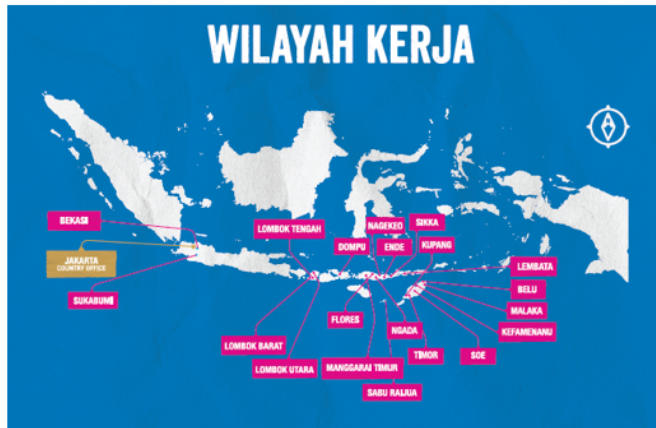 WILAYAH KERJA
BEKASI
JAKARTA
COUNTRY OFFICE
SUKABUMI
LOMBOK TENGAH
LOMBOK BARAT
LOMBOK UTARA
DOMPU
NAGEKEO
ENDE
SIKKA
KUPANG
LEMBATA
BELU
MALAKA
KEFAMENANU
SOE
TIMOR
NGADA
FLORES
MANGGARAI TIMUR
SABU RAIJUA